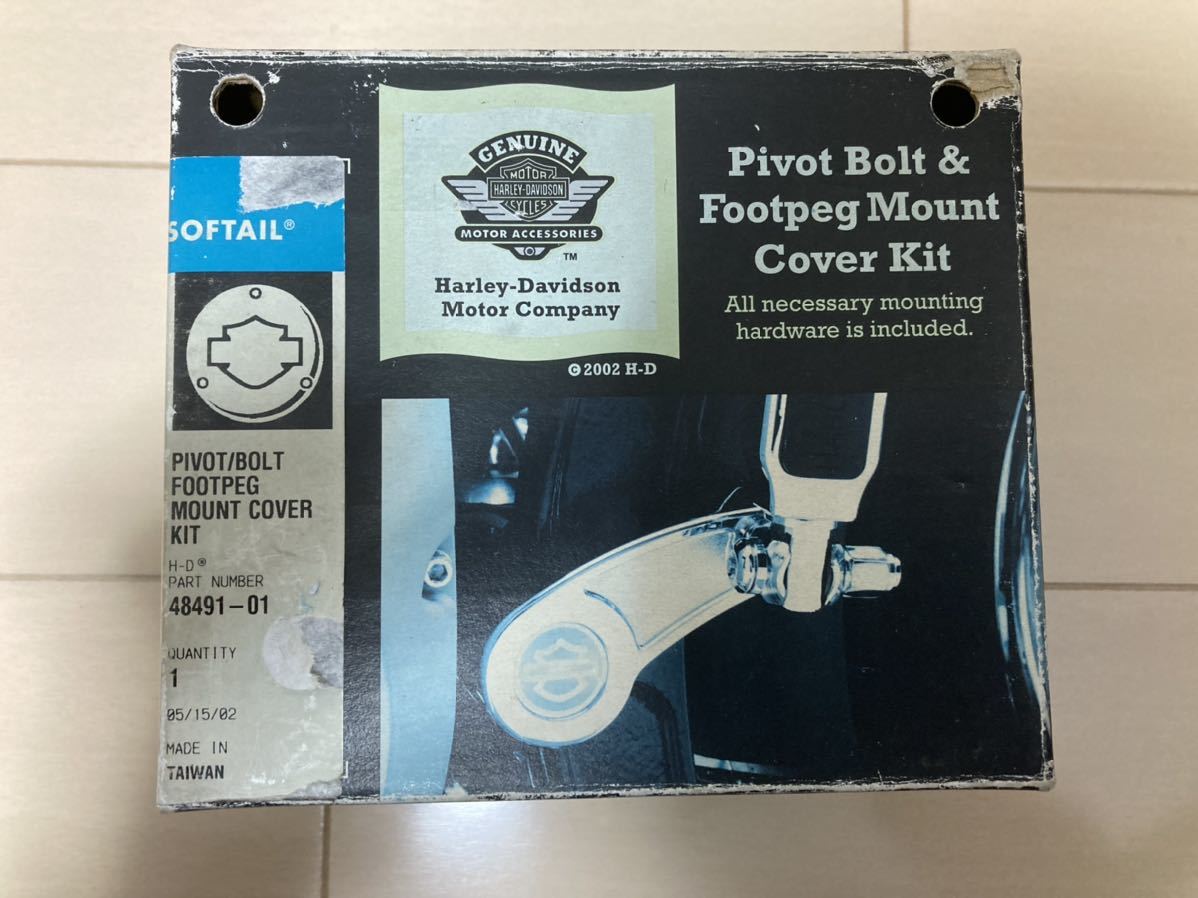 GENUINE
MOTOR
HARLEY-DAVIDSON
CYCLES
MOTOR ACCESSORIES
™
Harley-Davidson
Motor Company
©2002 H-D
Pivot Bolt &
Footpeg Mount
Cover Kit
All necessary mounting
hardware is included.
SOFTAIL®
PIVOT/BOLT
FOOTPEG
MOUNT COVER
KIT
H-D®
PART NUMBER
48491-01
QUANTITY
1
05/15/02
MADE IN
TAIWAN